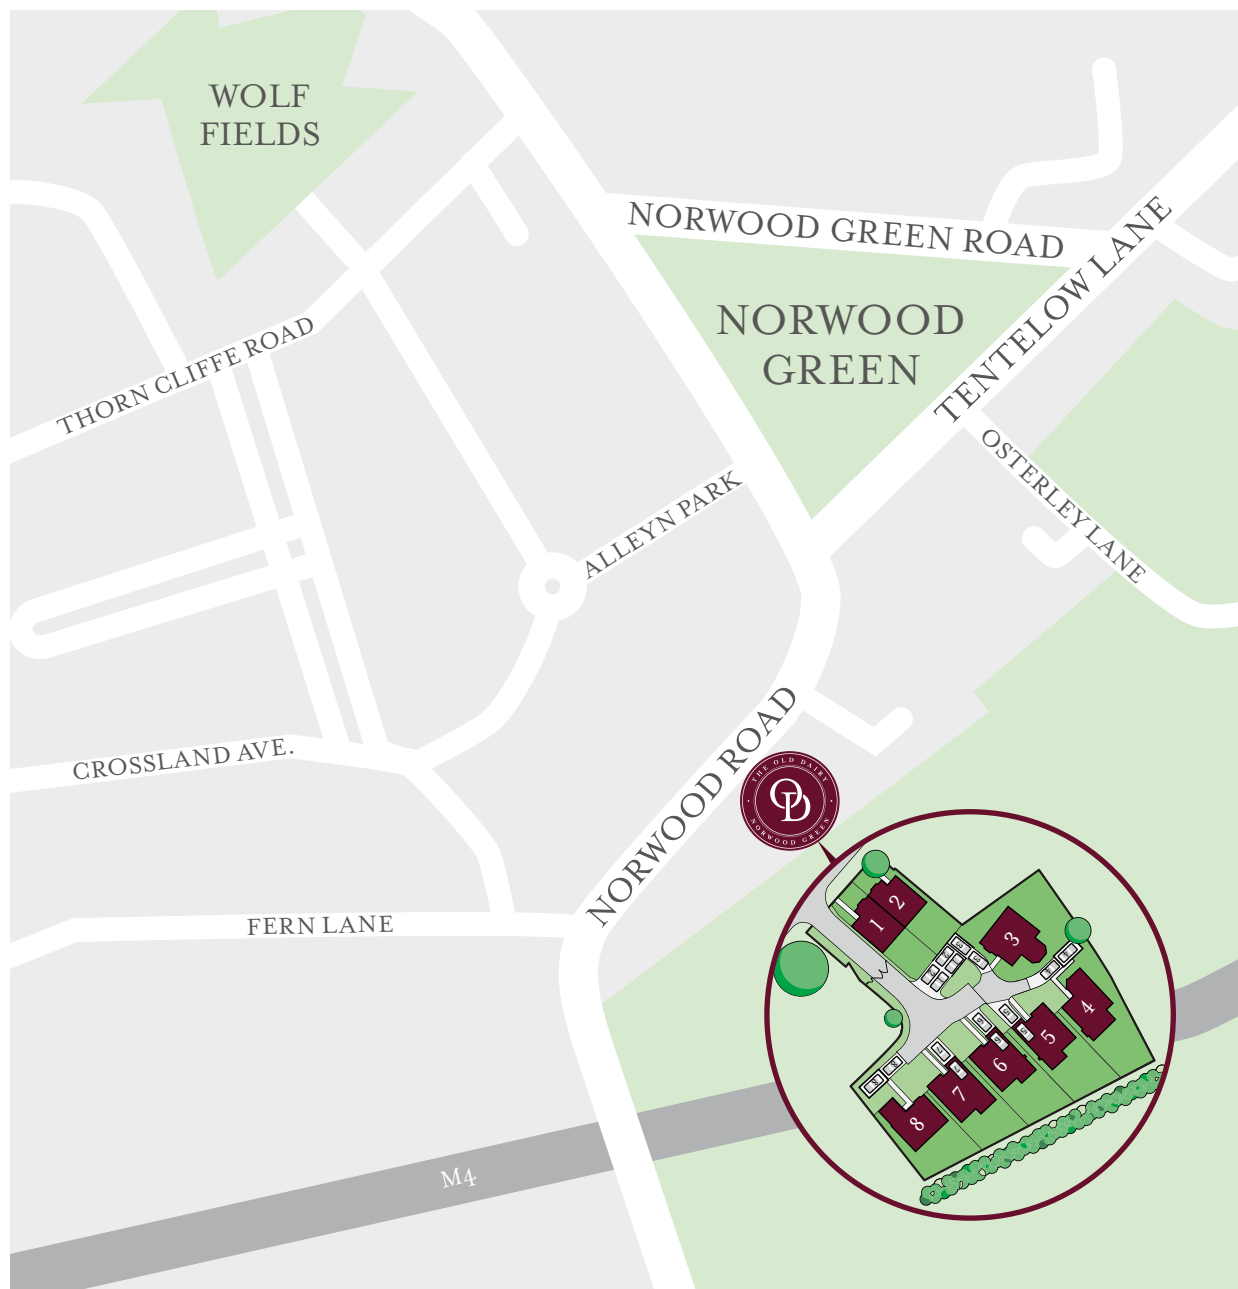 WOLF
FIELDS
NORWOOD GREEN ROAD
TENTELOW LANE
NORWOOD
GREEN
THORN CLIFFE ROAD
OSTERLEY LANE
ALLEYN PARK
NORWOOD ROAD
CROSSLAND AVE.
THE OLD DAIRY
OD
NORWOOD GREEN
FERN LANE
2
1
3
4
5
6
7
8
M4